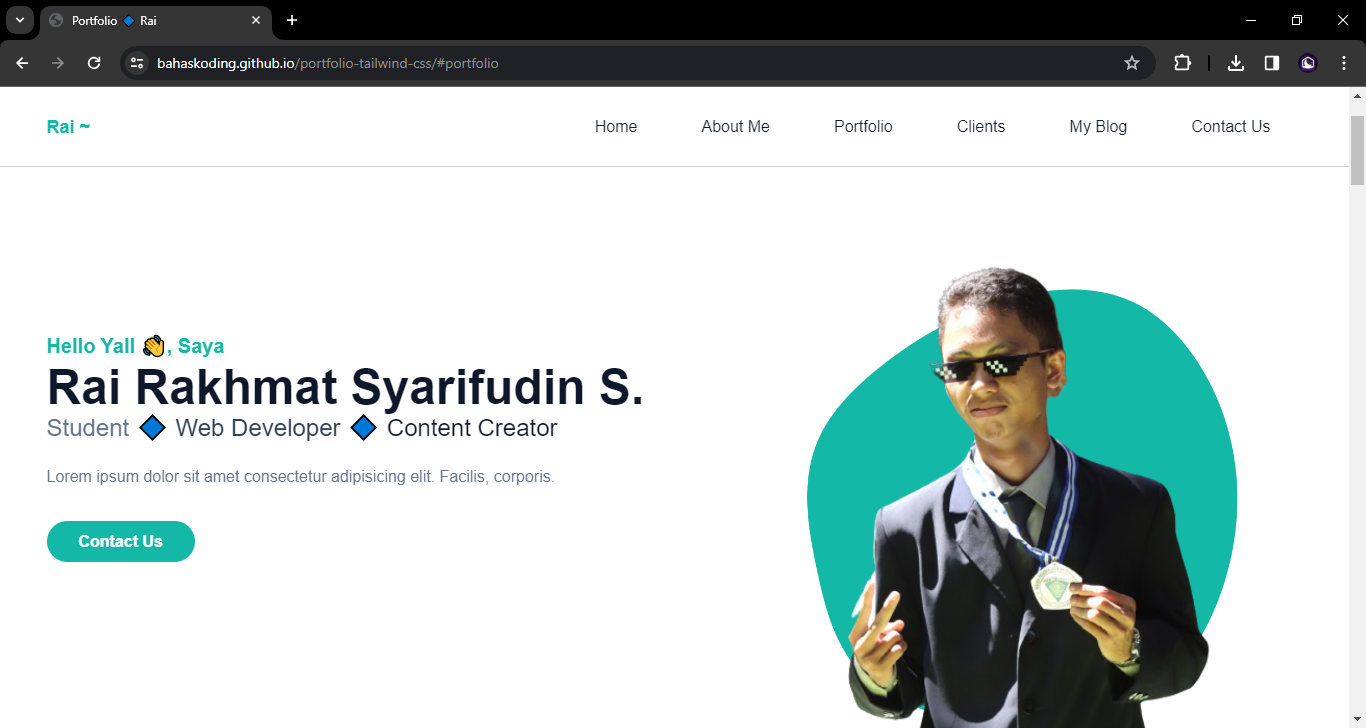 Portfolio 🔷 Rai
bahaskoding.github.io/portfolio-tailwind-css/#portfolio
Rai ~
Home
About Me
Portfolio
Clients
My Blog
Contact Us
Hello Yall 👏, Saya
Rai Rakhmat Syarifudin S.
Student 🔷 Web Developer 🔷 Content Creator
Lorem ipsum dolor sit amet consectetur adipisicing elit. Facilis, corporis.
Contact Us